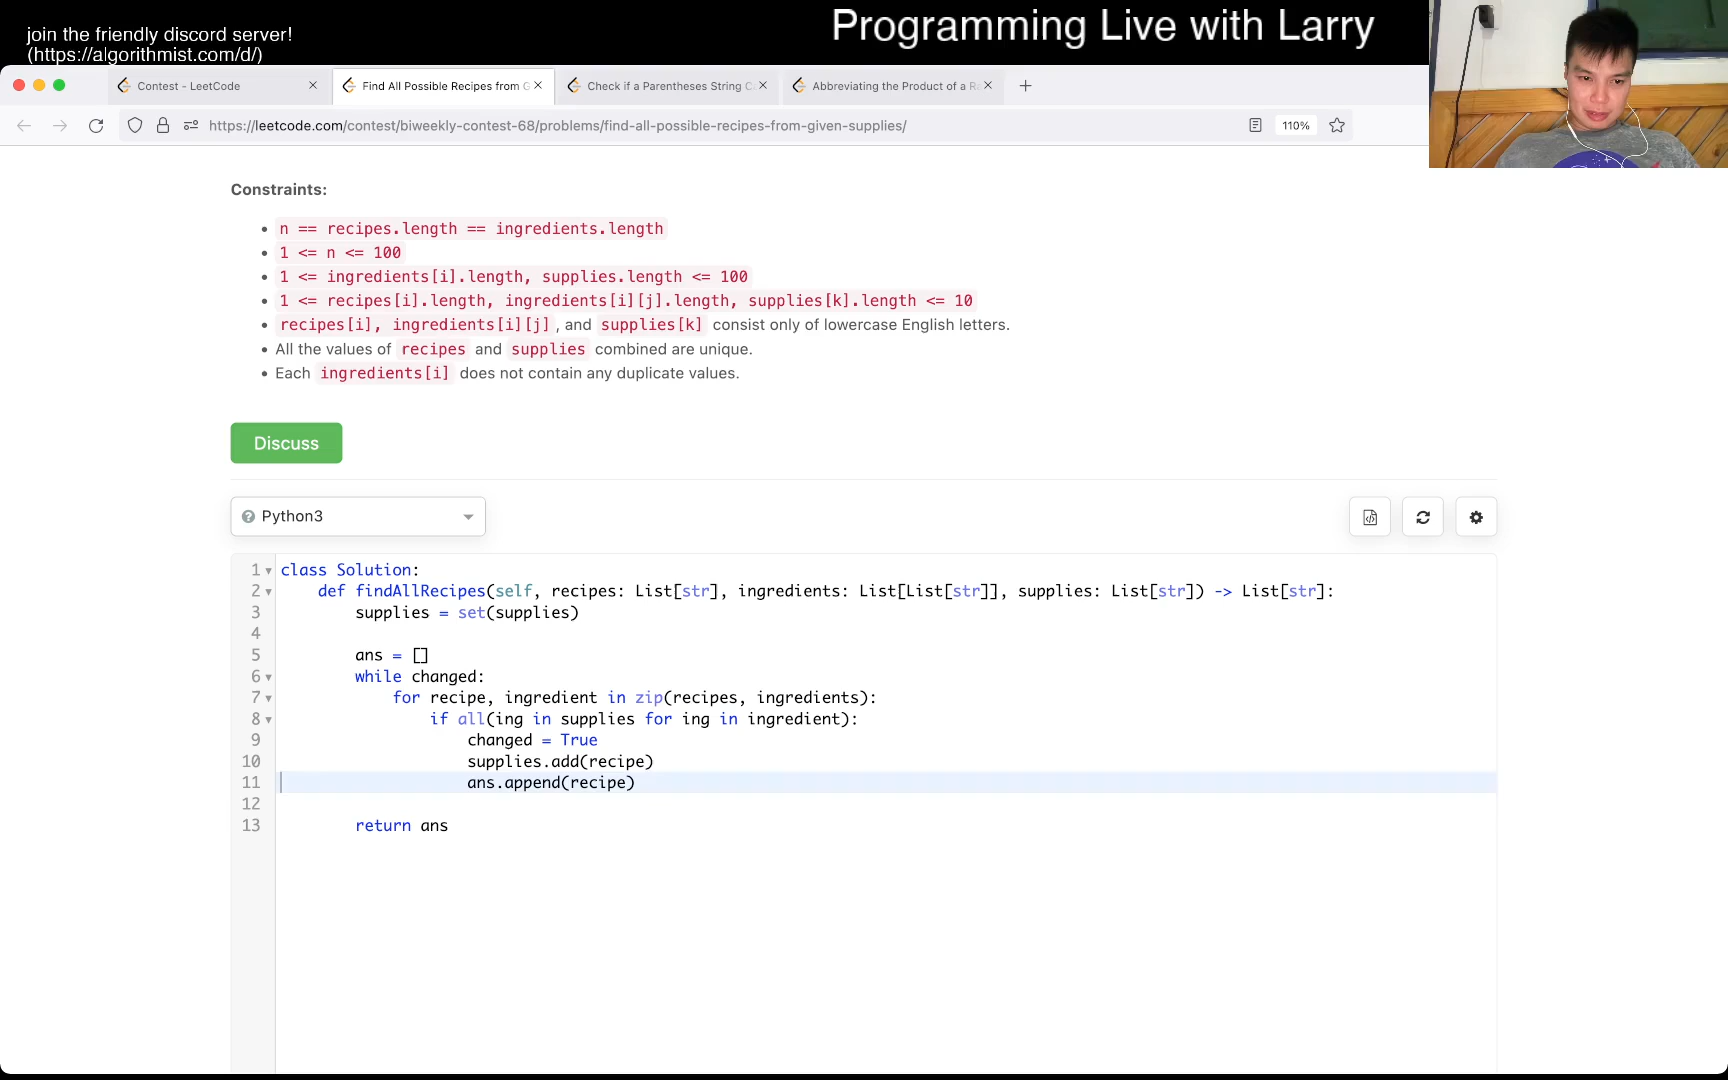 join the friendly discord server!
(https://algorithmist.com/d/)
Programming Live with Larry
Contest - LeetCode
Find All Possible Recipes from G
Check if a Parentheses String C
Abbreviating the Product of a R
https://leetcode.com/contest/biweekly-contest-68/problems/find-all-possible-recipes-from-given-supplies/
110%
Constraints:
n == recipes.length == ingredients.length
1 <= n <= 100
1 <= ingredients[i].length, supplies.length <= 100
1 <= recipes[i].length, ingredients[i][j].length, supplies[k].length <= 10
recipes[i], ingredients[i][j], and supplies[k] consist only of lowercase English letters.
All the values of recipes and supplies combined are unique.
Each ingredients[i] does not contain any duplicate values.
Discuss
Python3
1 class Solution:
2 def findAllRecipes(self, recipes: List[str], ingredients: List[List[str]], supplies: List[str]) -> List[str]:
3 supplies = set(supplies)
4
5 ans = []
6 while changed:
7 for recipe, ingredient in zip(recipes, ingredients):
8 if all(ing in supplies for ing in ingredient):
9 changed = True
10 supplies.add(recipe)
11 ans.append(recipe)
12
13 return ans